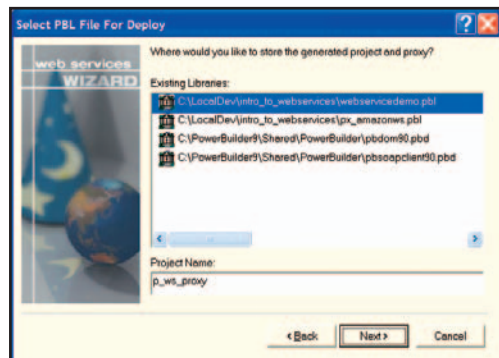 Select PBL File For Deploy
web services
WIZARD
Where would you like to store the generated project and proxy?
Existing Libraries:
C:\LocalDev\intro_to_webservices\webservicedemo.pbl
C:\LocalDev\intro_to_webservices\px_amazonws.pbl
C:\PowerBuilder9\Shared\PowerBuilder\pbdom90.pbd
C:\PowerBuilder9\Shared\PowerBuilder\pbsoapclient90.pbd
Project Name:
p_ws_proxy
< Back
Next >
Cancel